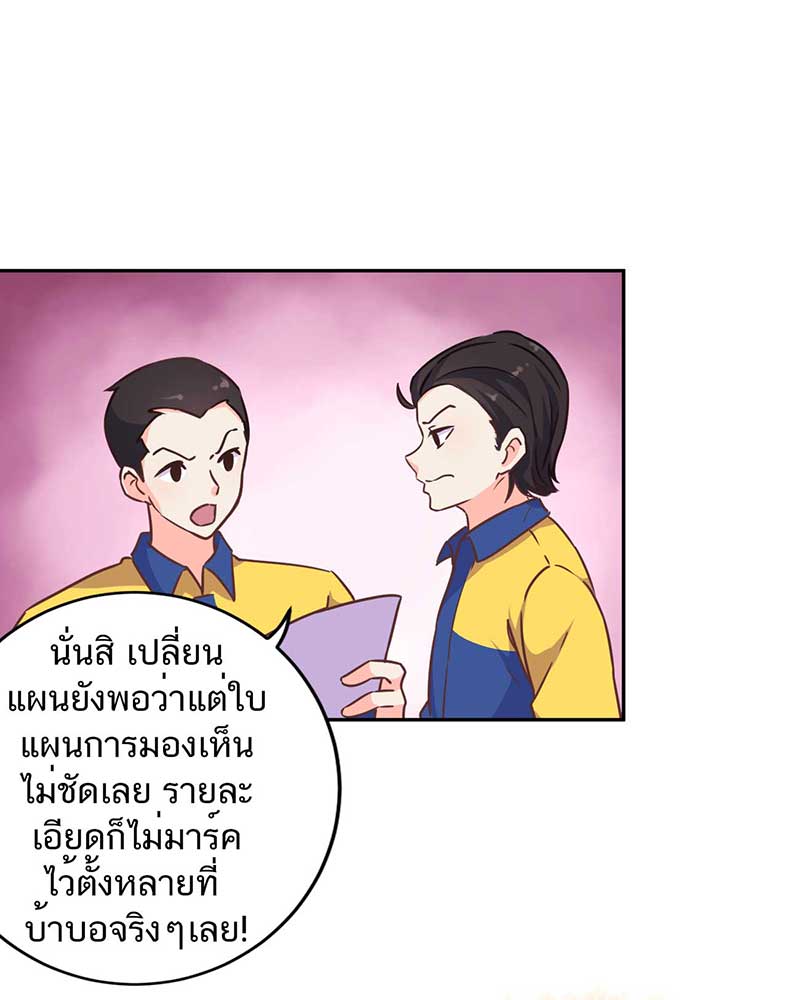 นั่นสิ เปลี่ยน
แผนยังพอว่าแต่ใบ
แผนการมองเห็น
ไม่ชัดเลย รายละ
เอียดก็ไม่มาร์ค
ไว้ตั้งหลายที่
บ้าบอจริงๆเลย!